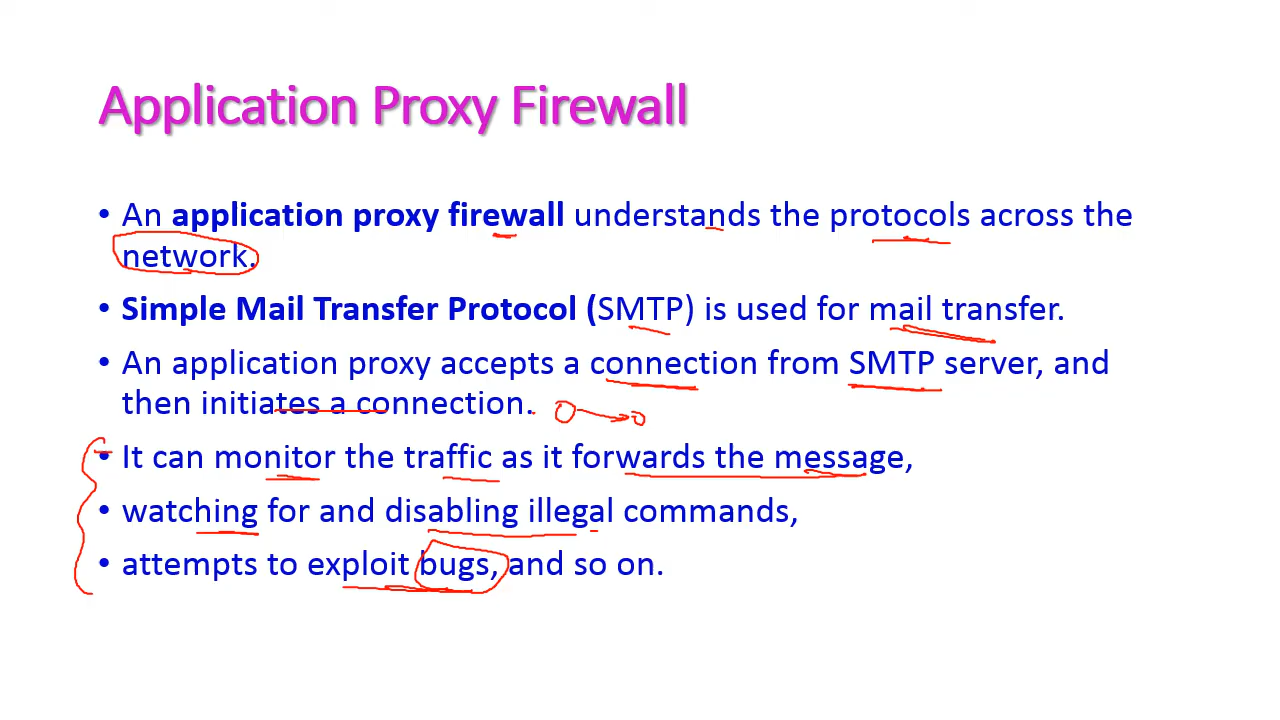 Application Proxy Firewall
• An application proxy firewall understands the protocols across the
network.
• Simple Mail Transfer Protocol (SMTP) is used for mail transfer.
• An application proxy accepts a connection from SMTP server, and
then initiates a connection.
• It can monitor the traffic as it forwards the message,
• watching for and disabling illegal commands,
• attempts to exploit bugs, and so on.